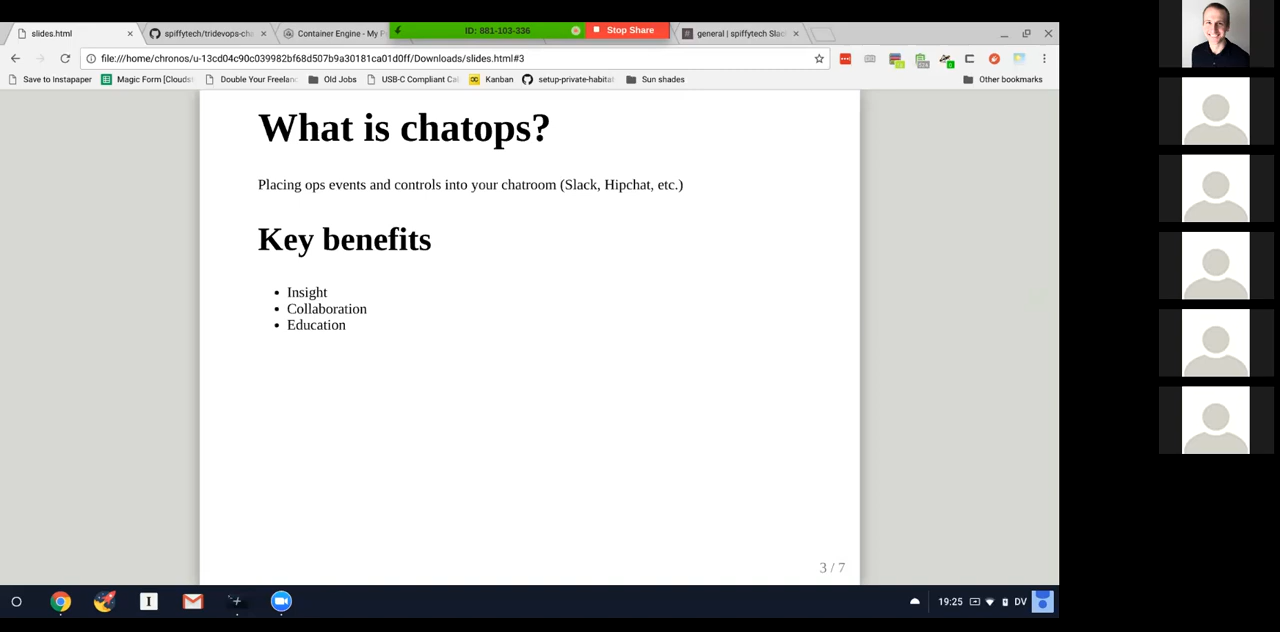 slides.html
spiffytech/tridevops-cha
Container Engine - My P
ID: 881-103-336
Stop Share
general | spiffytech Slac
file:///home/chronos/u-13cd04c90c039982bf68d507b9a30181ca01d0ff/Downloads/slides.html#3
Save to Instapaper
Magic Form [Clouds
Double Your Freelanc
Old Jobs
USB-C Compliant Ca
Kanban
setup-private-habitat
Sun shades
Other bookmarks
What is chatops?
Placing ops events and controls into your chatroom (Slack, Hipchat, etc.)
Key benefits
• Insight
• Collaboration
• Education
3 / 7
19:25
DV